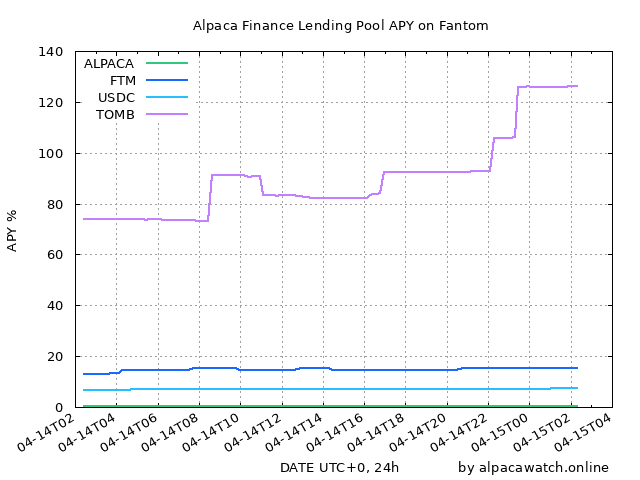 Alpaca Finance Lending Pool APY on Fantom
140
120
100
80
60
40
20
0
APY %
ALPACA
FTM
USDC
TOMB
04-14T02
04-14T04
04-14T06
04-14T08
04-14T10
04-14T12
04-14T14
04-14T16
04-14T18
04-14T20
04-14T22
04-15T00
04-15T02
04-15T04
DATE UTC+0, 24h
by alpacawatch.online